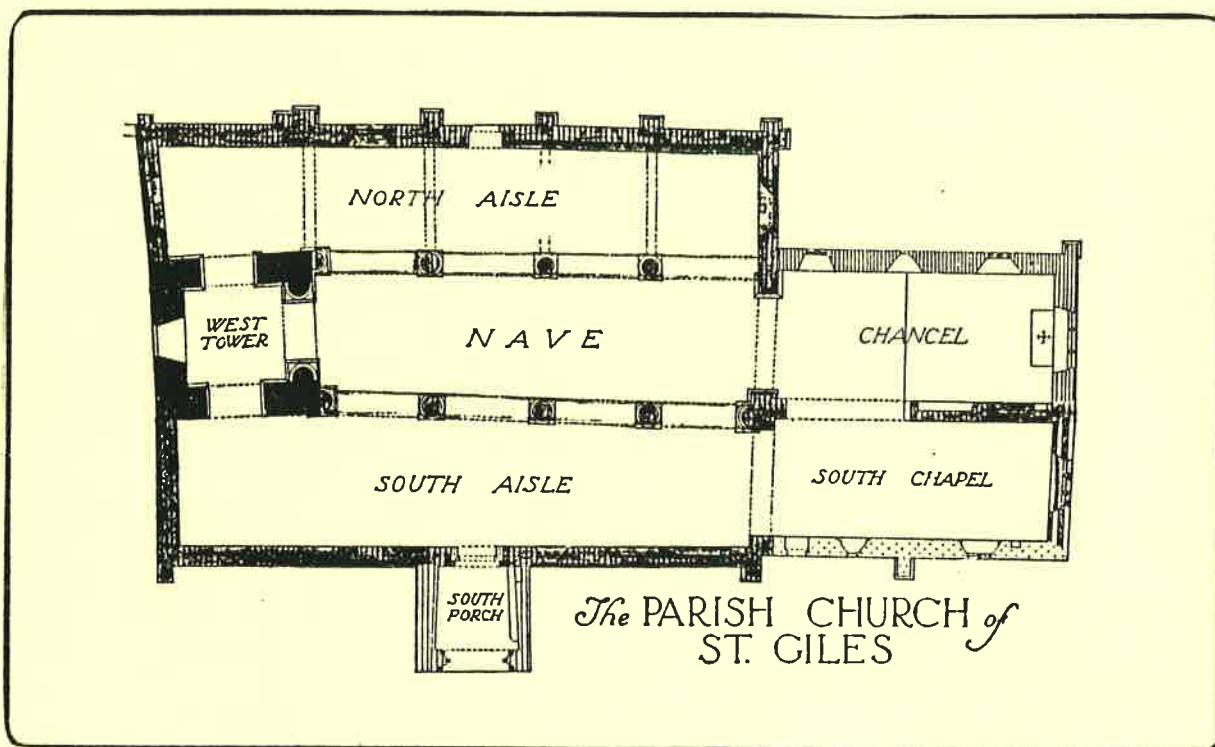 NORTH AISLE
WEST
TOWER
NAVE
CHANCEL
SOUTH AISLE
SOUTH CHAPEL
SOUTH
PORCH
The PARISH CHURCH of
ST. GILES